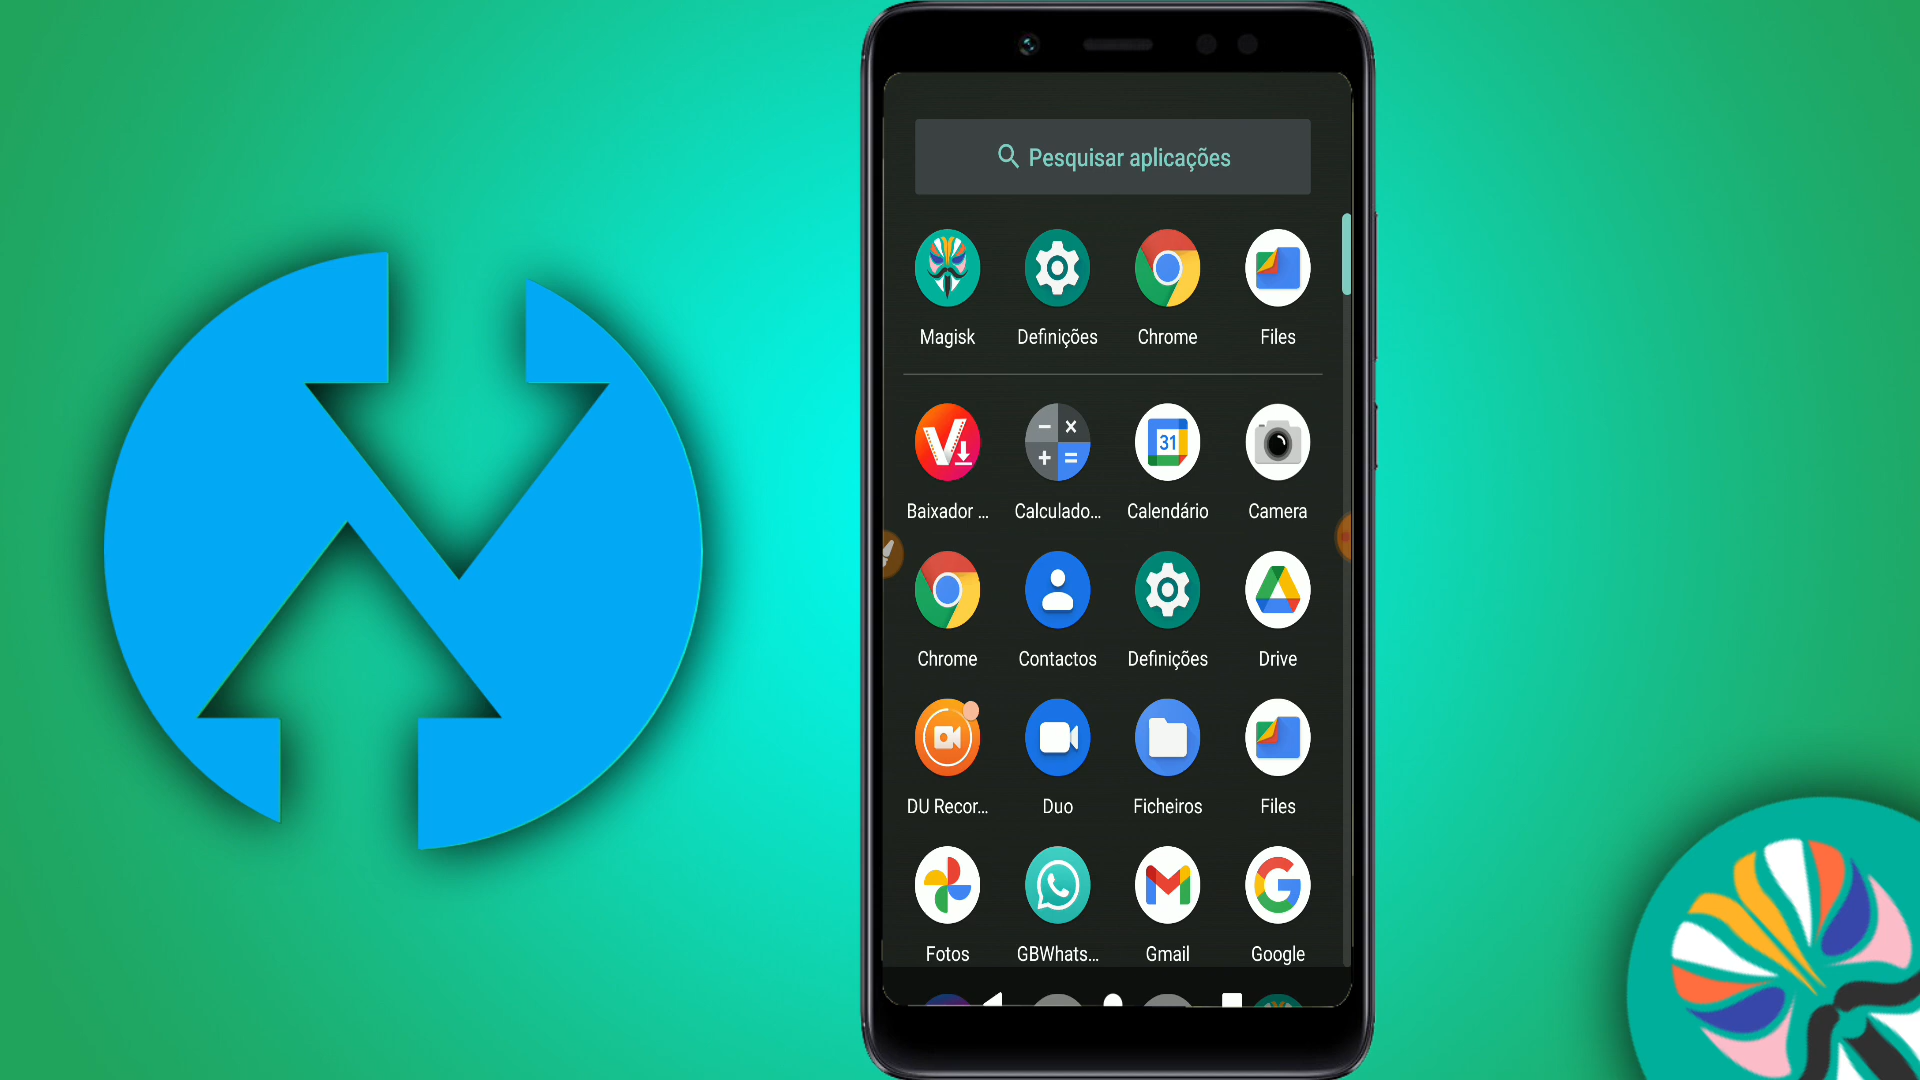 Pesquisar aplicações
Magisk Definições Chrome Files
31
Baixador ... Calculado... Calendário Camera
Chrome Contactos Definições Drive
DU Recor... Duo Ficheiros Files
Fotos GBWhats... Gmail Google